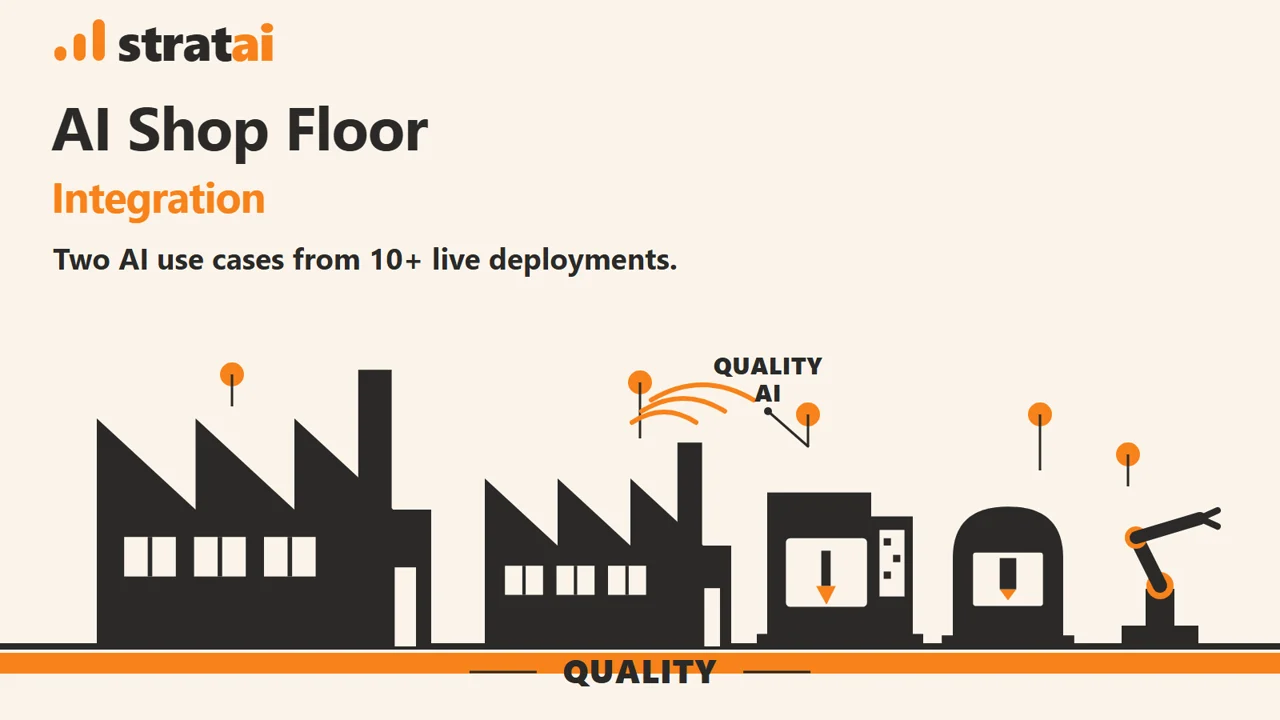 stratai
AI Shop Floor
Integration
Two AI use cases from 10+ live deployments.
QUALITY
AI
QUALITY